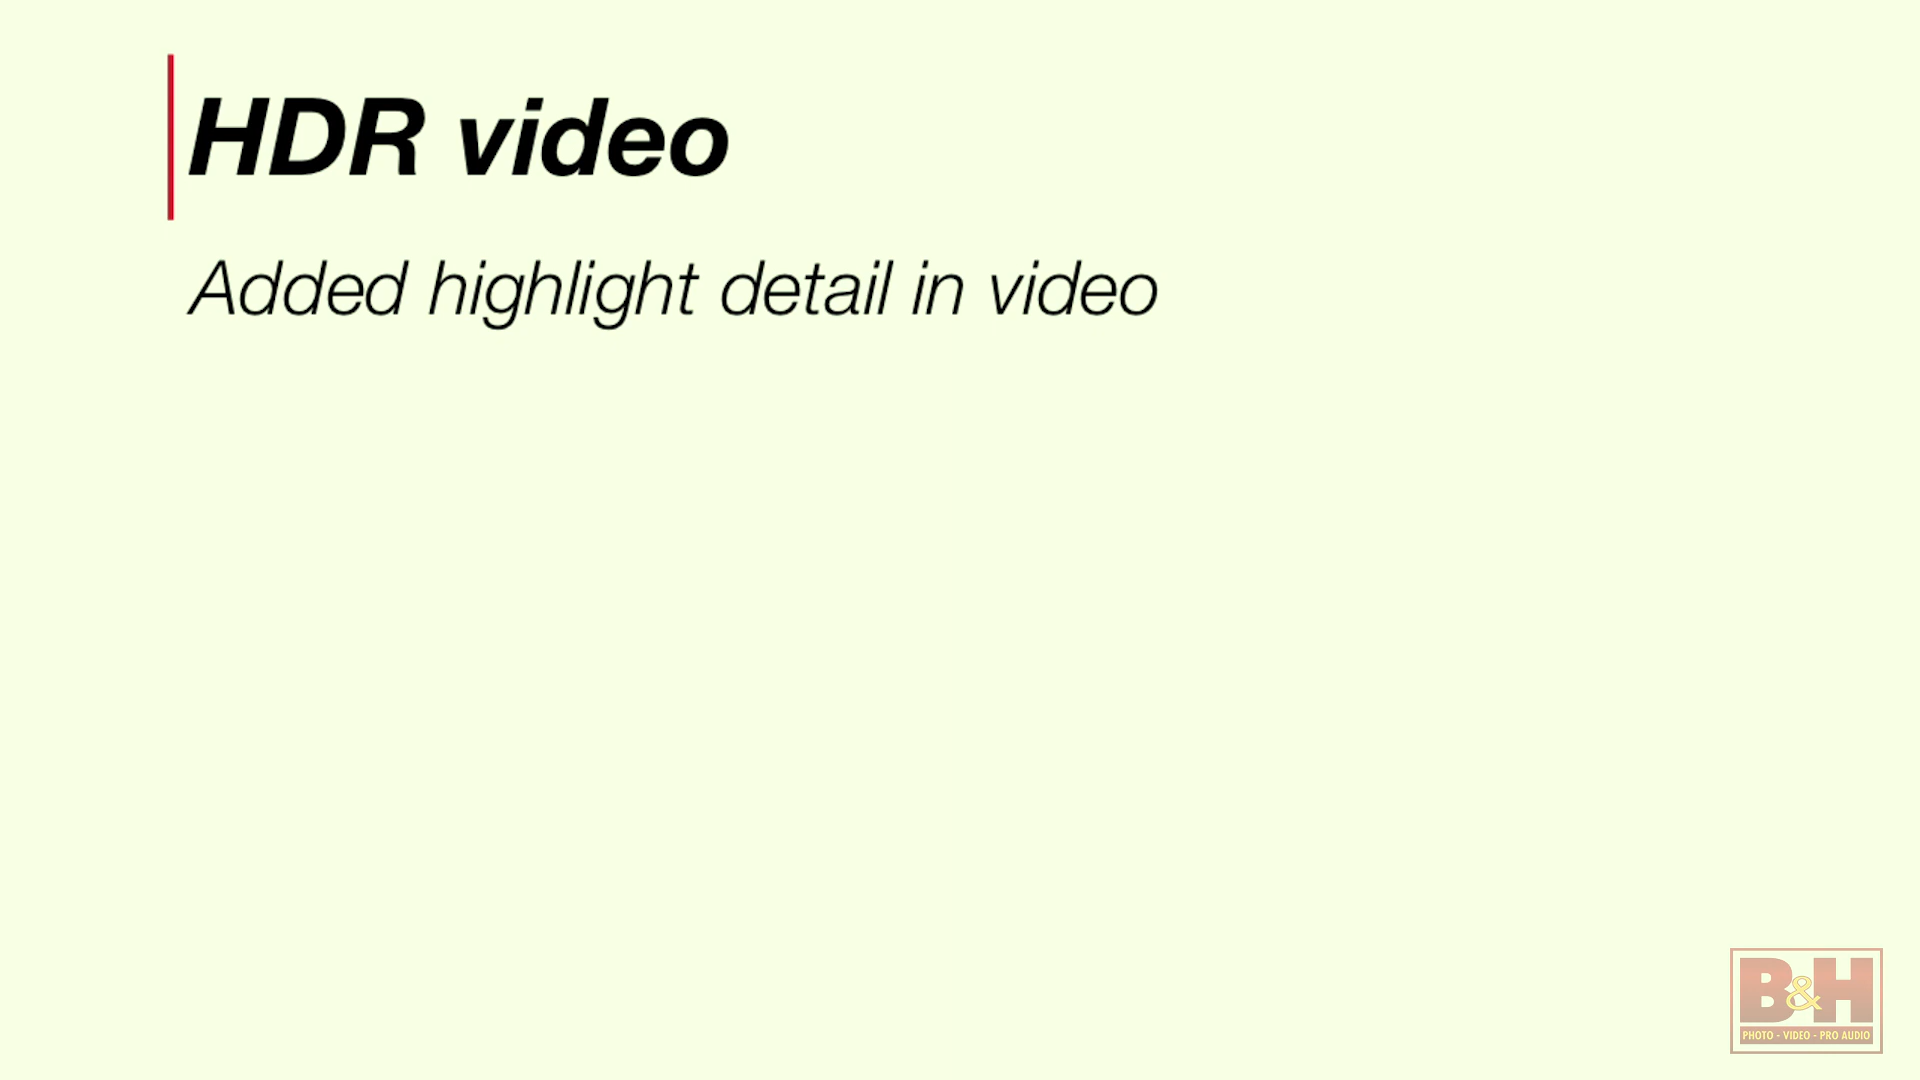 HDR video
Added highlight detail in video
B&H
PHOTO - VIDEO - PRO AUDIO